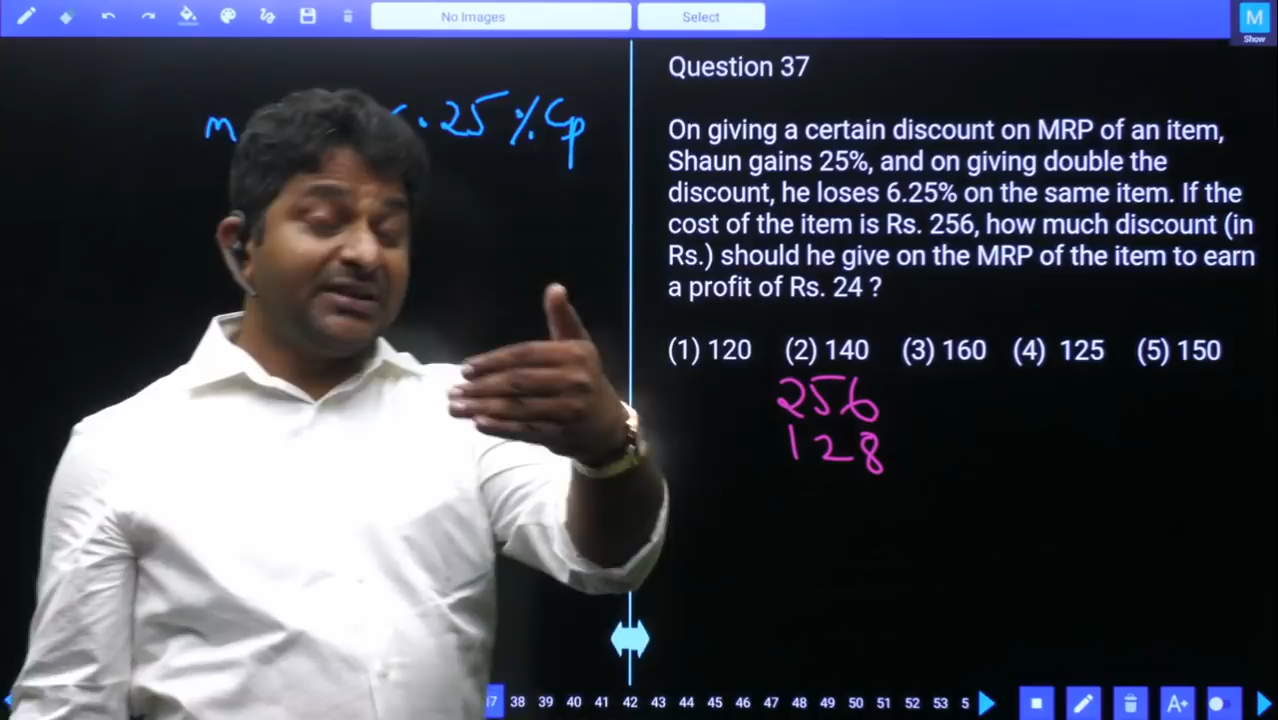 No Images
Select
M
Show
m
.25 % Cp
Question 37
On giving a certain discount on MRP of an item,
Shaun gains 25%, and on giving double the
discount, he loses 6.25% on the same item. If the
cost of the item is Rs. 256, how much discount (in
Rs.) should he give on the MRP of the item to earn
a profit of Rs. 24 ?
(1) 120 (2) 140 (3) 160 (4) 125 (5) 150
256
128
38 39 40 41 42 43 44 45 46 47 48 49 50 51 52 53 5
A+